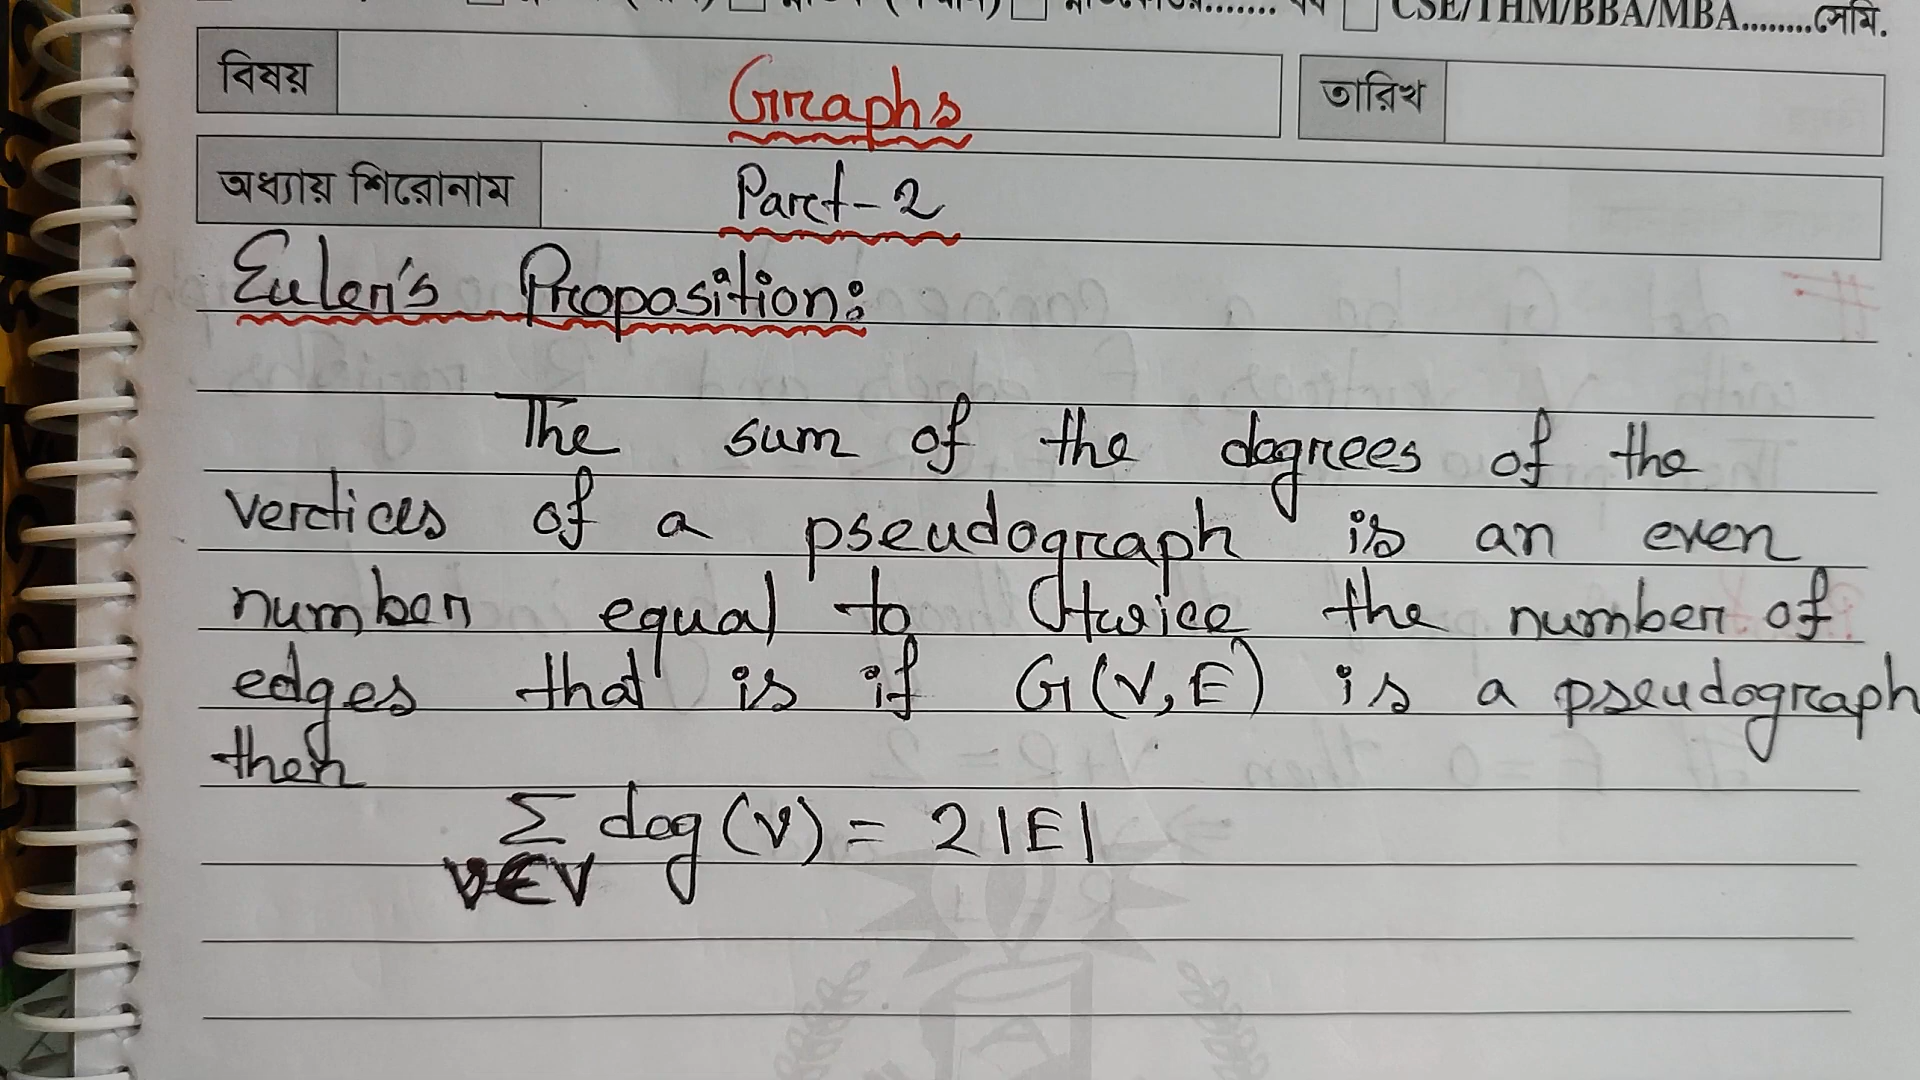 CSE/THM/BBA/MBA........সেমি.
বিষয়
Graphs
তারিখ
অধ্যায় শিরোনাম
Part-2
Euler's Proposition:
The sum of the degrees of the
vertices of a pseudograph is an even
number equal to twice the number of
edges that is if G(V,E) is a pseudograph
then
Σ deg (v) = 2|E|
v∈V